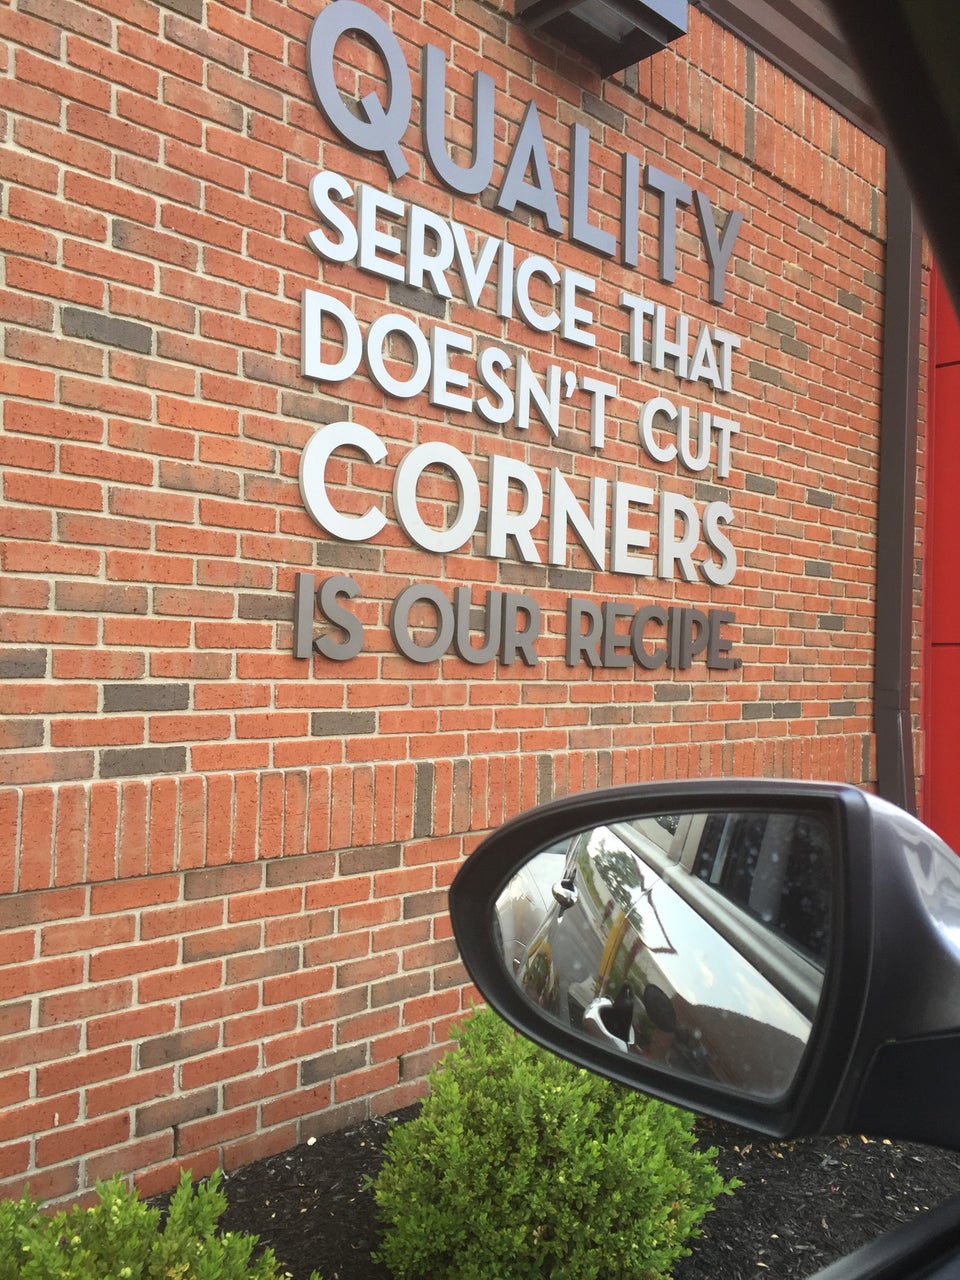 QUALITY
SERVICE THAT
DOESN'T CUT
CORNERS
IS OUR RECIPE.